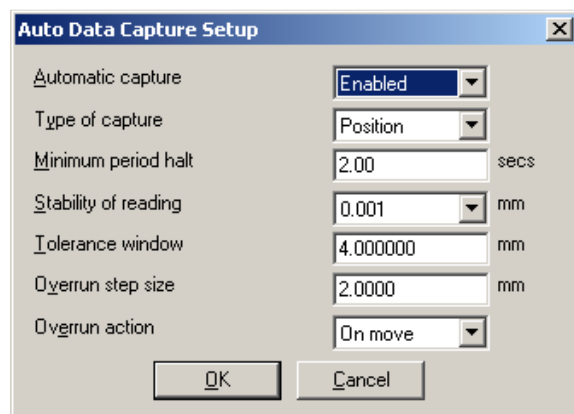 Auto Data Capture Setup
Automatic capture Enabled
Type of capture Position
Minimum period halt 2.00 secs
Stability of reading 0.001 mm
Tolerance window 4.000000 mm
Overrun step size 2.0000 mm
Overrun action On move
OK Cancel